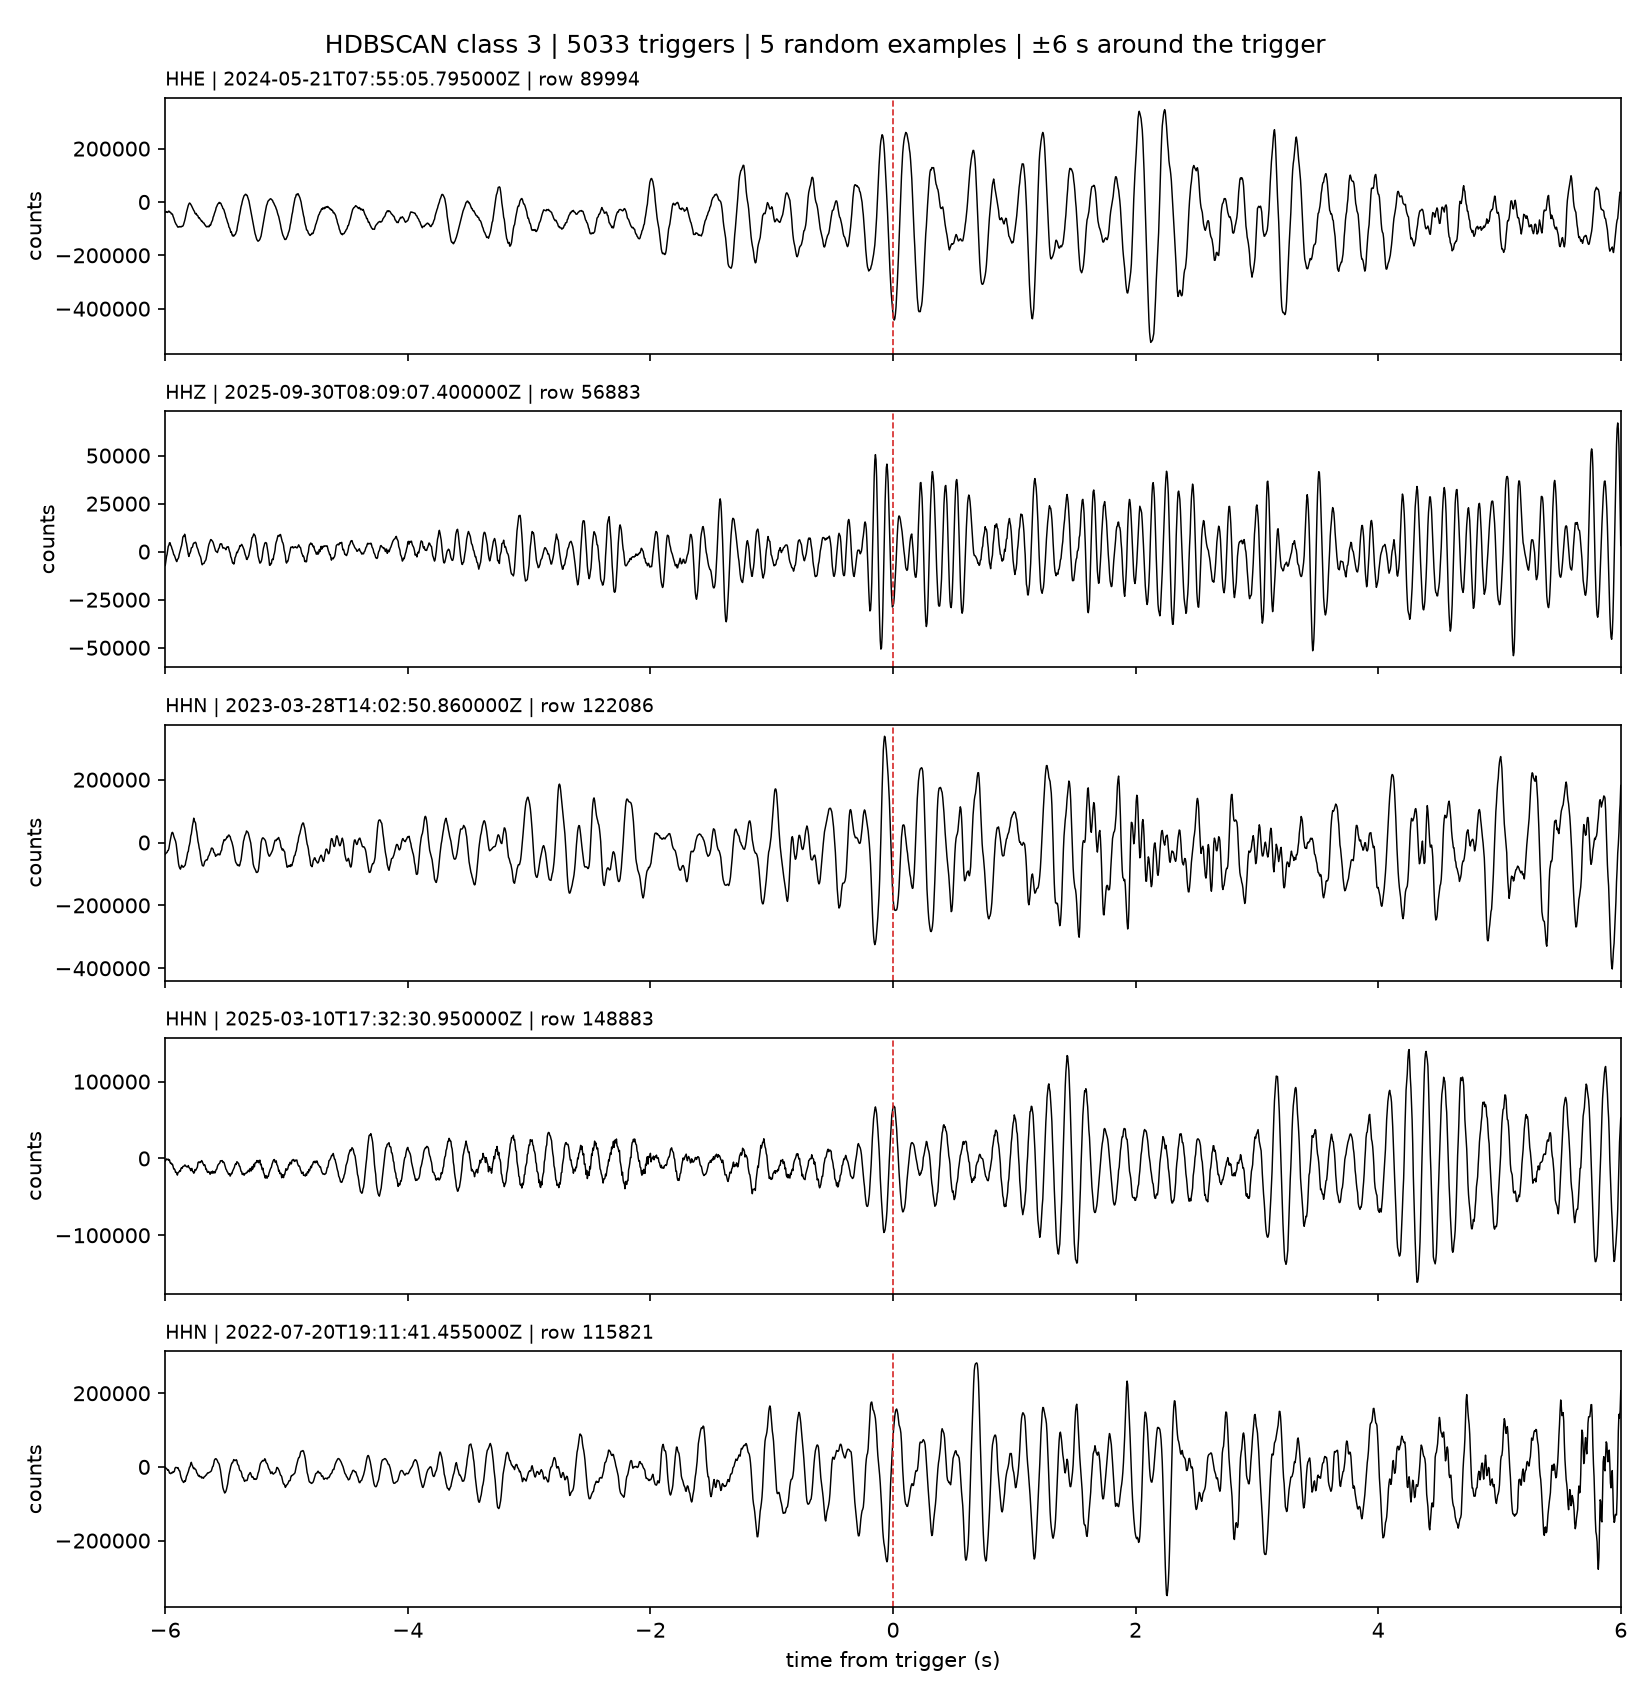 HDBSCAN class 3 | 5033 triggers | 5 random examples | ±6 s around the trigger
HHE | 2024-05-21T07:55:05.795000Z | row 89994
200000
0
−200000
−400000
counts
HHZ | 2025-09-30T08:09:07.400000Z | row 56883
50000
25000
0
−25000
−50000
counts
HHN | 2023-03-28T14:02:50.860000Z | row 122086
200000
0
−200000
−400000
counts
HHN | 2025-03-10T17:32:30.950000Z | row 148883
100000
0
−100000
counts
HHN | 2022-07-20T19:11:41.455000Z | row 115821
200000
0
−200000
counts
−6 −4 −2 0 2 4 6
time from trigger (s)